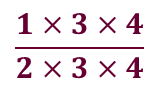 1 × 3 × 4
2 × 3 × 4